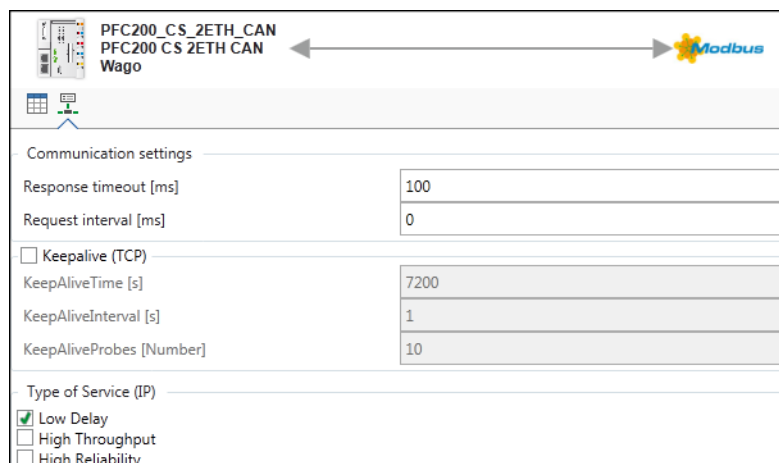 PFC200_CS_2ETH_CAN
PFC200 CS 2ETH CAN
Wago
Modbus
Communication settings
Response timeout [ms] 100
Request interval [ms] 0
Keepalive (TCP)
KeepAliveTime [s] 7200
KeepAliveInterval [s] 1
KeepAliveProbes [Number] 10
Type of Service (IP)
Low Delay
High Throughput
High Reliability